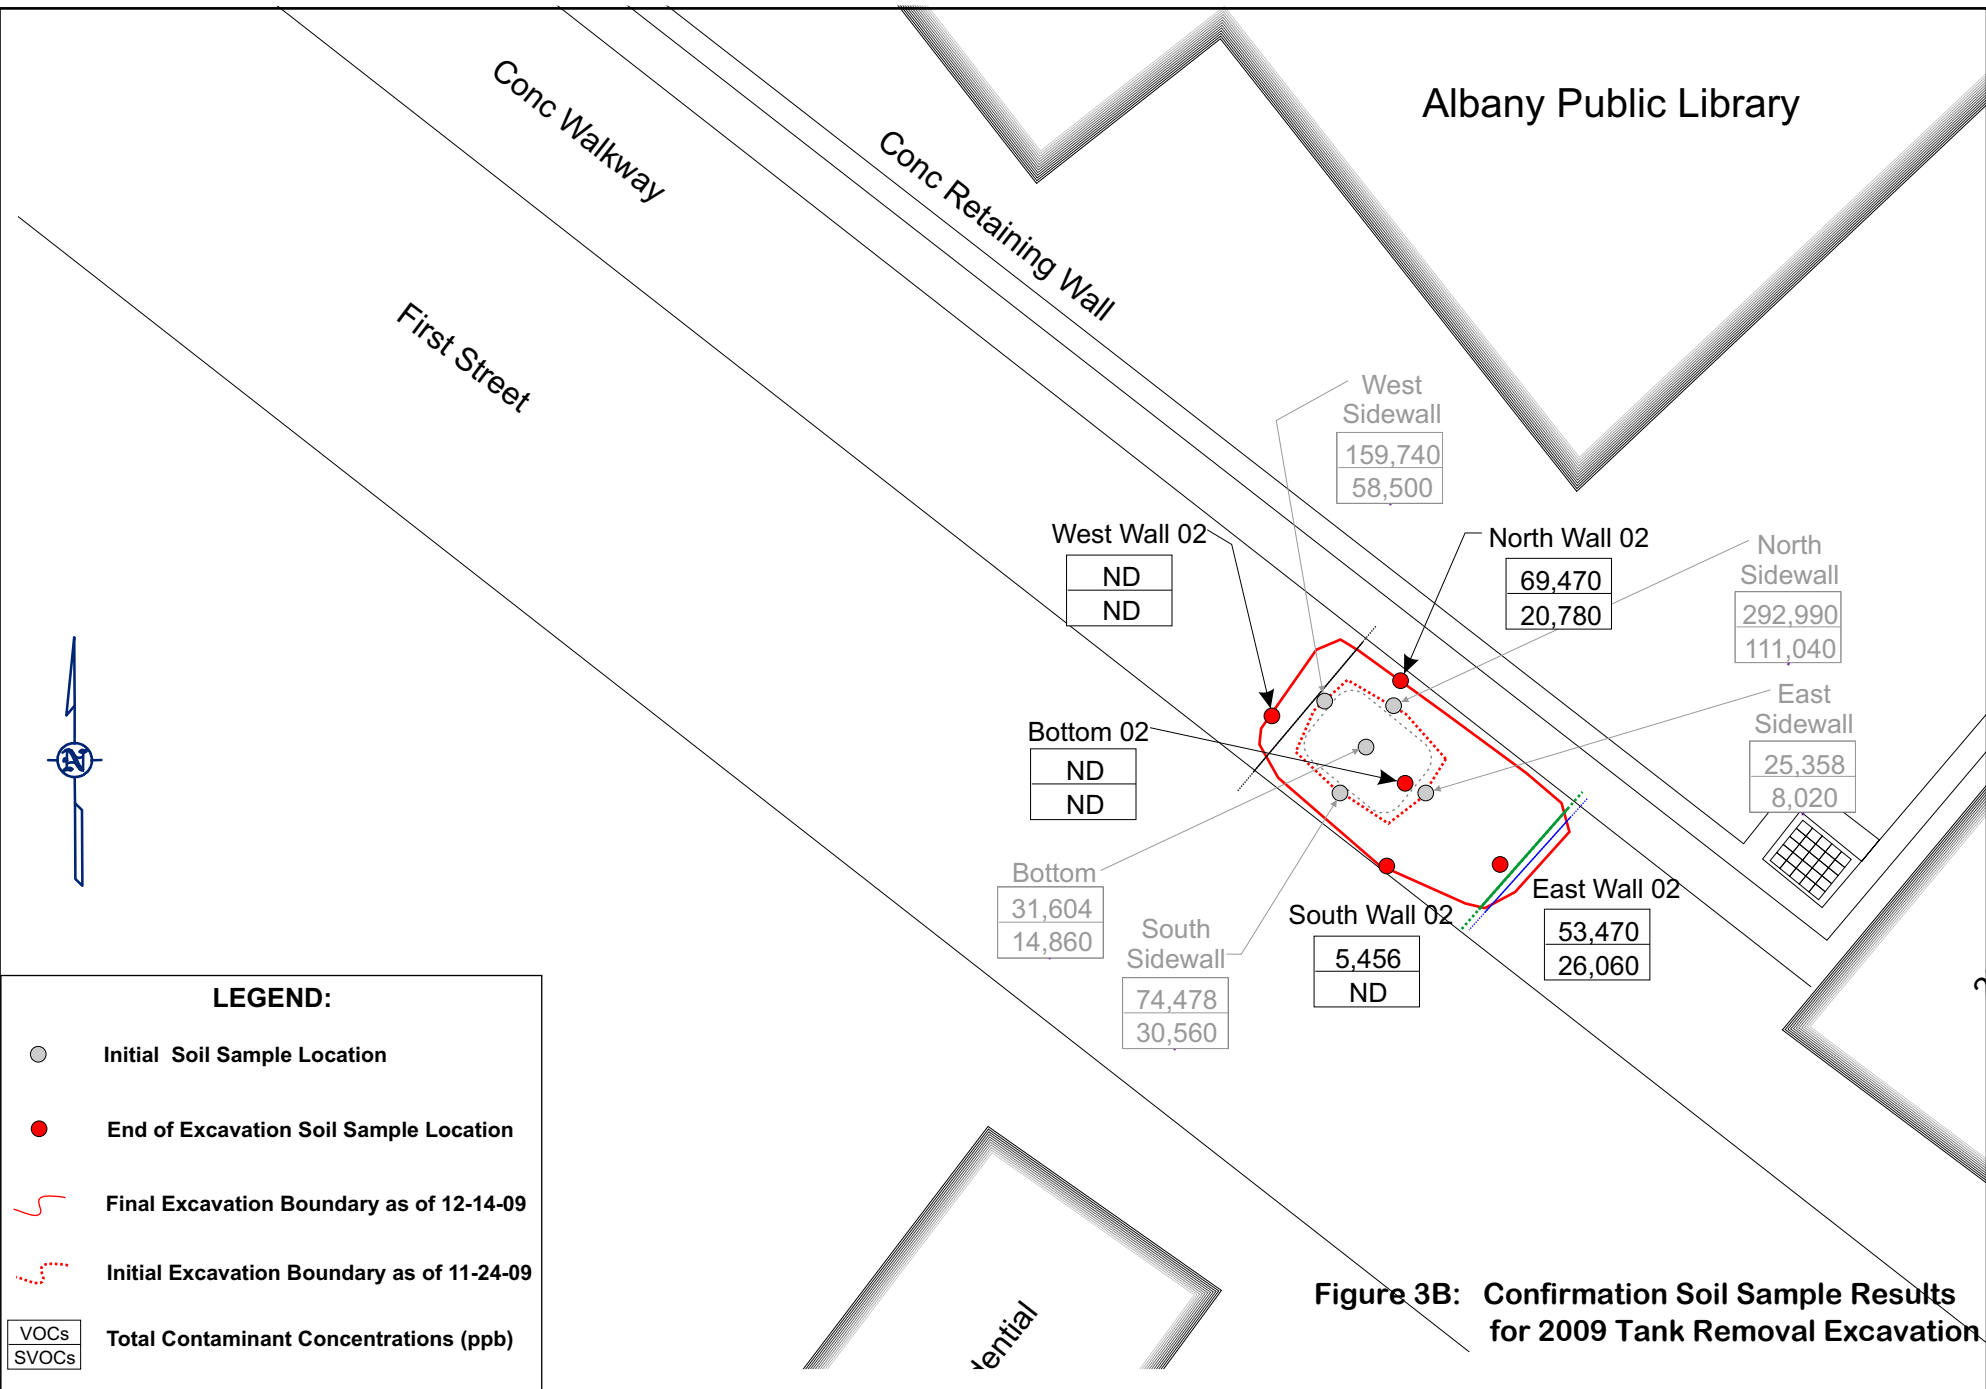 Albany Public Library
Conc Walkway
Conc Retaining Wall
First Street
West
Sidewall
159,740
58,500
West Wall 02
ND
ND
North Wall 02
69,470
20,780
North
Sidewall
292,990
111,040
East
Sidewall
25,358
8,020
Bottom 02
ND
ND
Bottom
31,604
14,860
South
Sidewall
74,478
30,560
South Wall 02
5,456
ND
East Wall 02
53,470
26,060
N
LEGEND:
Initial Soil Sample Location
End of Excavation Soil Sample Location
Final Excavation Boundary as of 12-14-09
Initial Excavation Boundary as of 11-24-09
VOCs
SVOCs
Total Contaminant Concentrations (ppb)
dential
Figure 3B: Confirmation Soil Sample Results
for 2009 Tank Removal Excavation